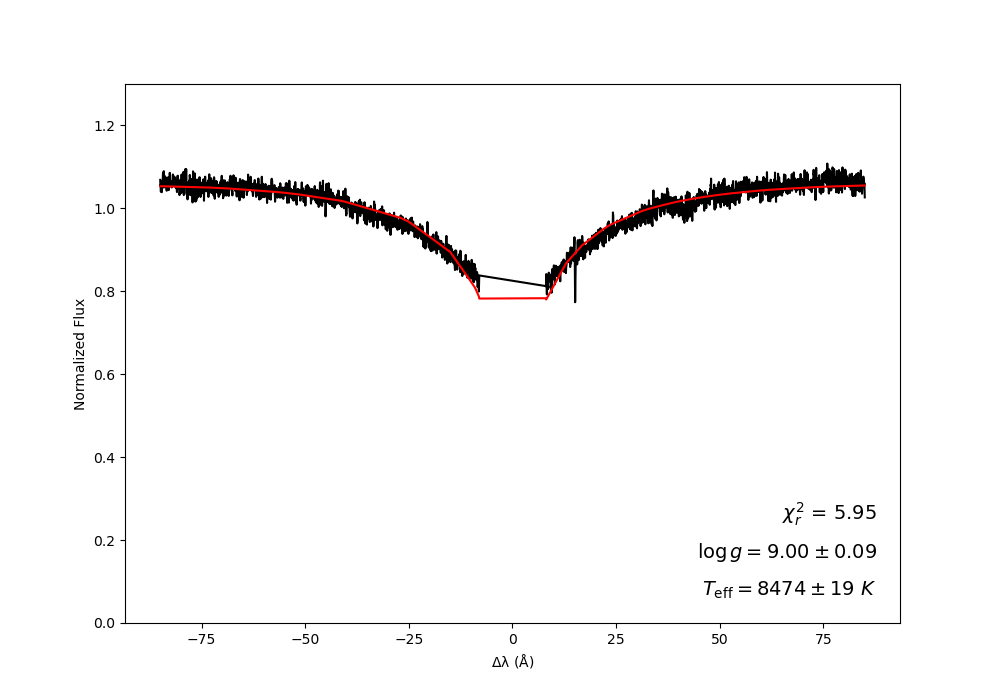 1.2
1.0
0.8
0.6
0.4
0.2
0.0
Normalized Flux
χ²ᵣ = 5.95
log g = 9.00 ± 0.09
T_eff = 8474 ± 19 K
−75 −50 −25 0 25 50 75
Δλ (Å)